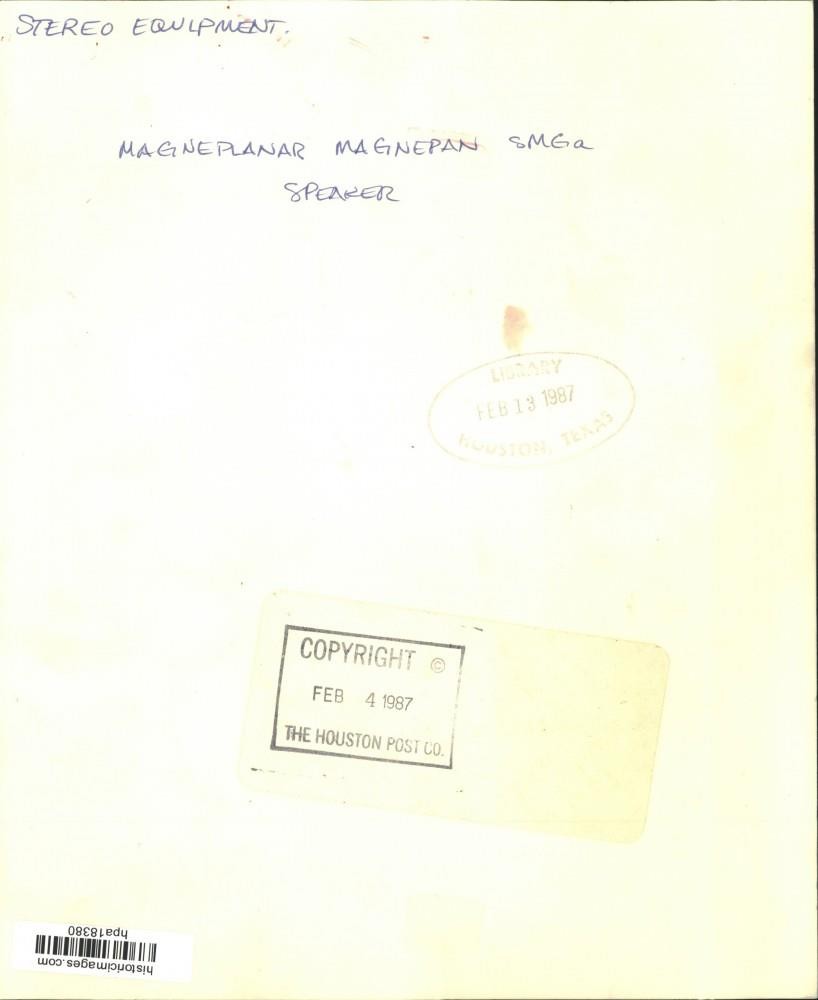 STEREO EQUIPMENT.
MAGNEPLANAR MAGNEPAN SMGa
SPEAKER
LIBRARY
FEB 13 1987
HOUSTON, TEXAS
COPYRIGHT ©
FEB 4 1987
THE HOUSTON POST CO.
hpa18380
historicimages.com